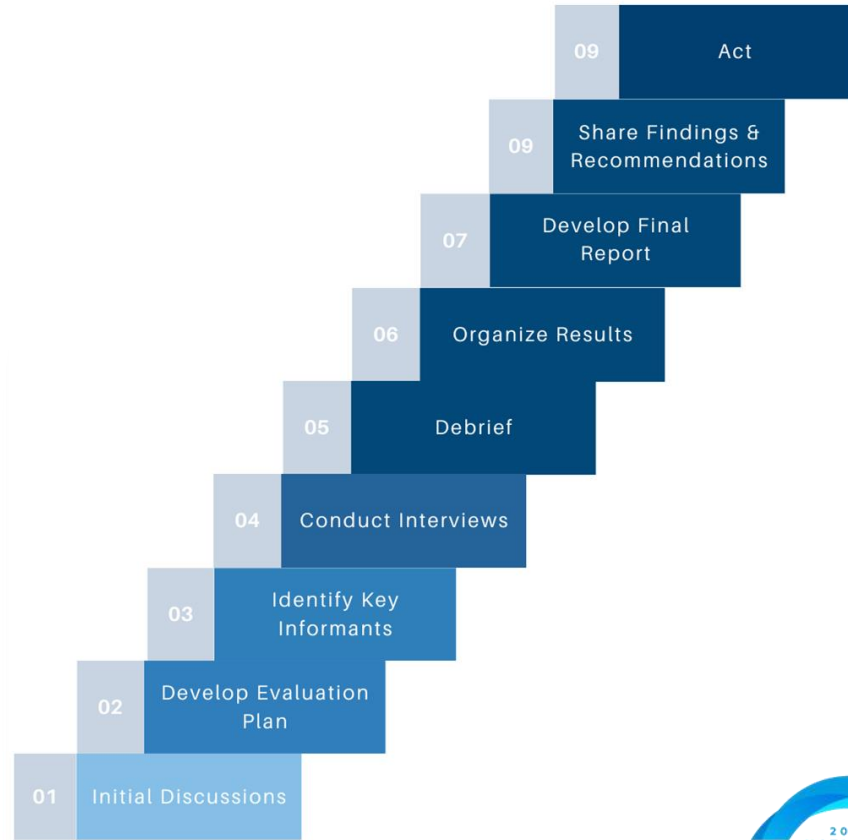 09 Act
09 Share Findings &
Recommendations
07 Develop Final
Report
06 Organize Results
05 Debrief
04 Conduct Interviews
03 Identify Key
Informants
02 Develop Evaluation
Plan
01 Initial Discussions